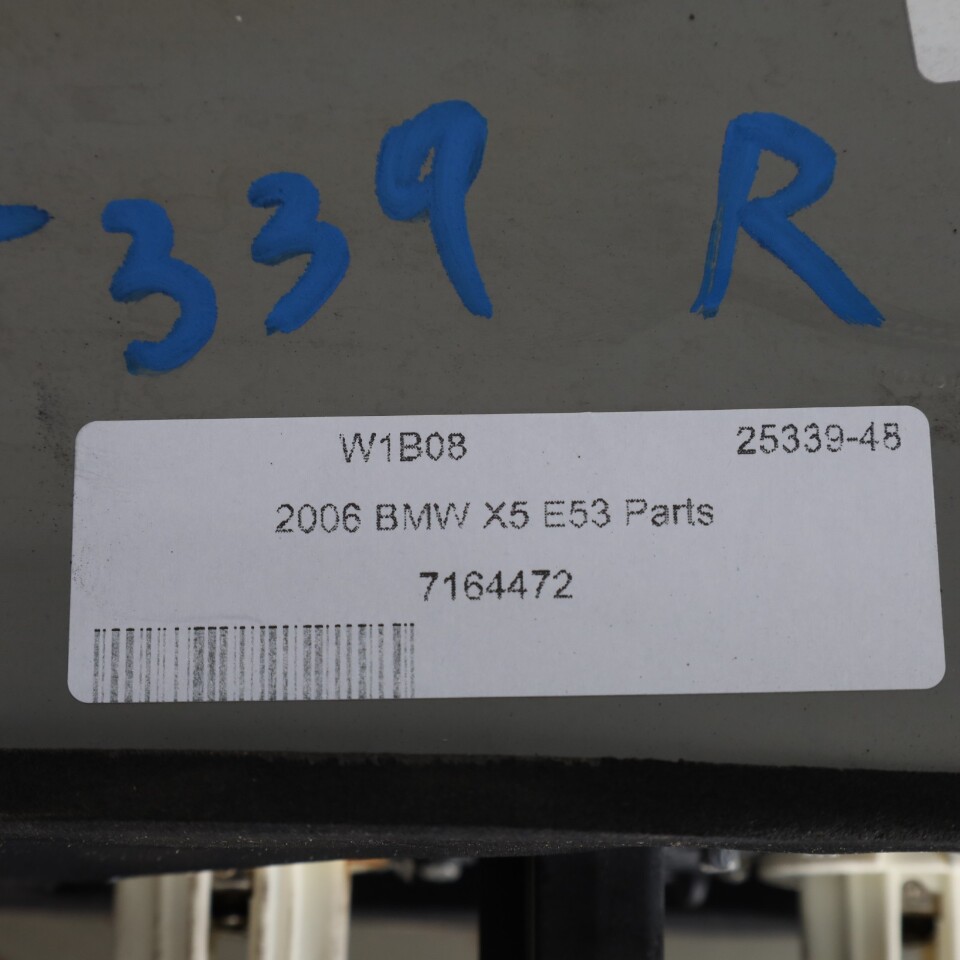 339 R
W1B08 25339-48
2006 BMW X5 E53 Parts
7164472